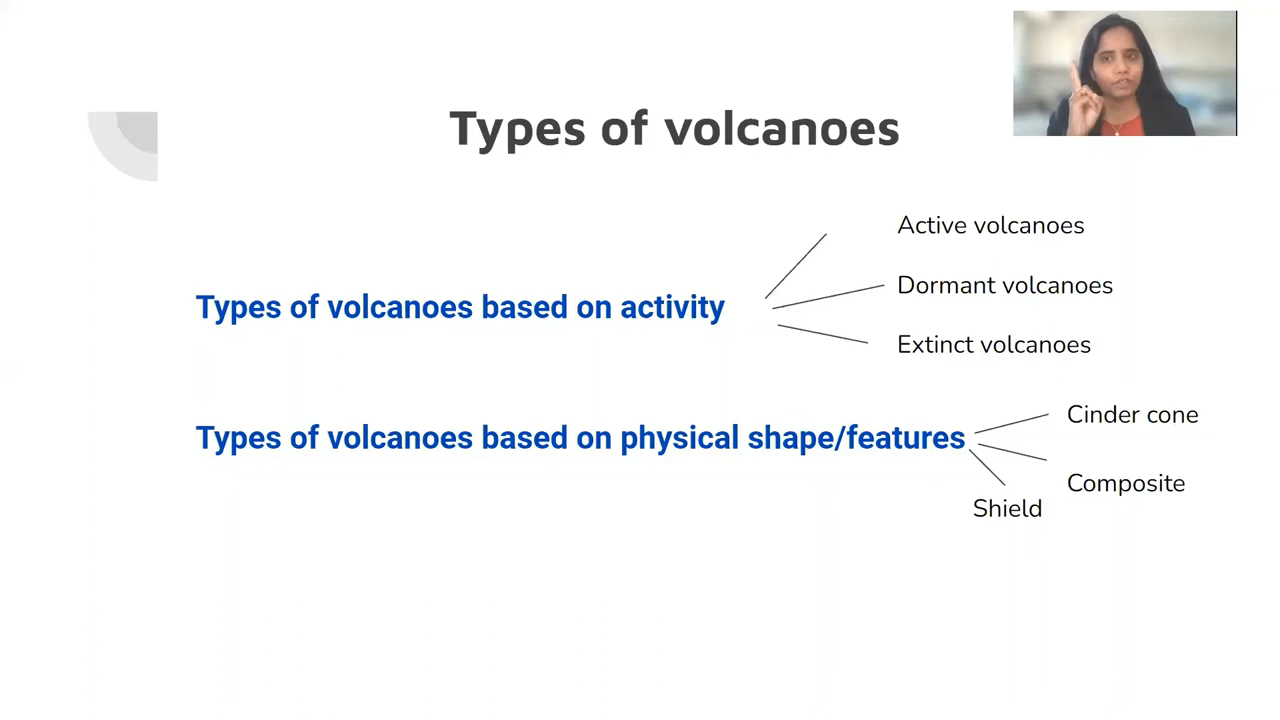 Types of volcanoes
Active volcanoes
Types of volcanoes based on activity
Dormant volcanoes
Extinct volcanoes
Types of volcanoes based on physical shape/features
Cinder cone
Composite
Shield